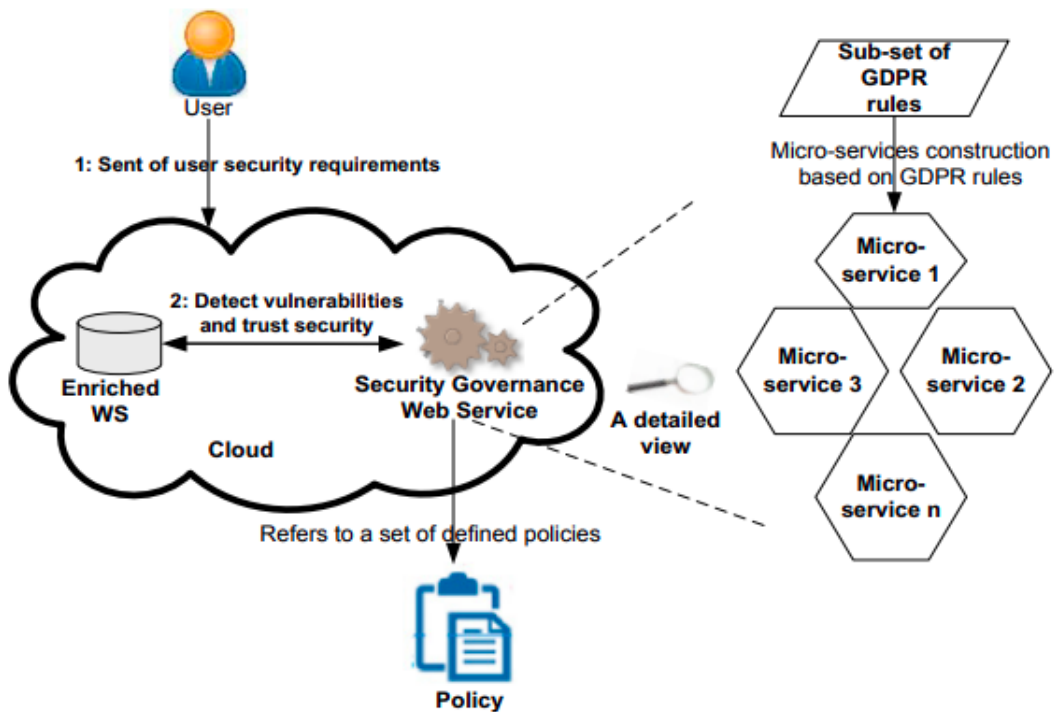 User
1: Sent of user security requirements
2: Detect vulnerabilities
and trust security
Enriched
WS
Security Governance
Web Service
Cloud
Refers to a set of defined policies
Policy
A detailed
view
Sub-set of
GDPR
rules
Micro-services construction
based on GDPR rules
Micro-
service 1
Micro-
service 3
Micro-
service 2
Micro-
service n